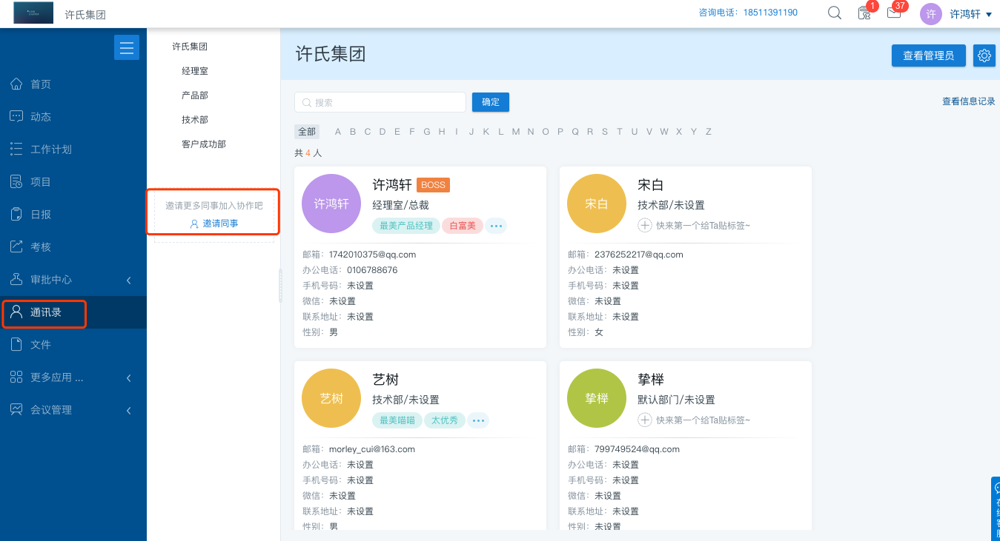 许氏集团
咨询电话：18511391190
1
37
许
许鸿轩
首页
动态
工作计划
项目
日报
考核
审批中心
通讯录
文件
更多应用 ...
会议管理
许氏集团
经理室
产品部
技术部
客户成功部
邀请更多同事加入协作吧
邀请同事
许氏集团
查看管理员
搜索
确定
查看信息记录
全部 A B C D E F G H I J K L M N O P Q R S T U V W X Y Z
共 4 人
许鸿轩
许鸿轩 BOSS
经理室/总裁
最美产品经理 白富美 •••
邮箱：1742010375@qq.com
办公电话：0106788676
手机号码：未设置
微信：未设置
联系地址：未设置
性别：男
宋白
宋白
技术部/未设置
快来第一个给Ta贴标签~
邮箱：2376252217@qq.com
办公电话：未设置
手机号码：未设置
微信：未设置
联系地址：未设置
性别：女
艺树
艺树
技术部/未设置
最美喵喵 太优秀 •••
邮箱：morley_cui@163.com
办公电话：未设置
手机号码：未设置
微信：未设置
联系地址：未设置
性别：男
挚榉
挚榉
默认部门/未设置
快来第一个给Ta贴标签~
邮箱：799749524@qq.com
办公电话：未设置
手机号码：未设置
微信：未设置
联系地址：未设置
性别：未设置
在线客服